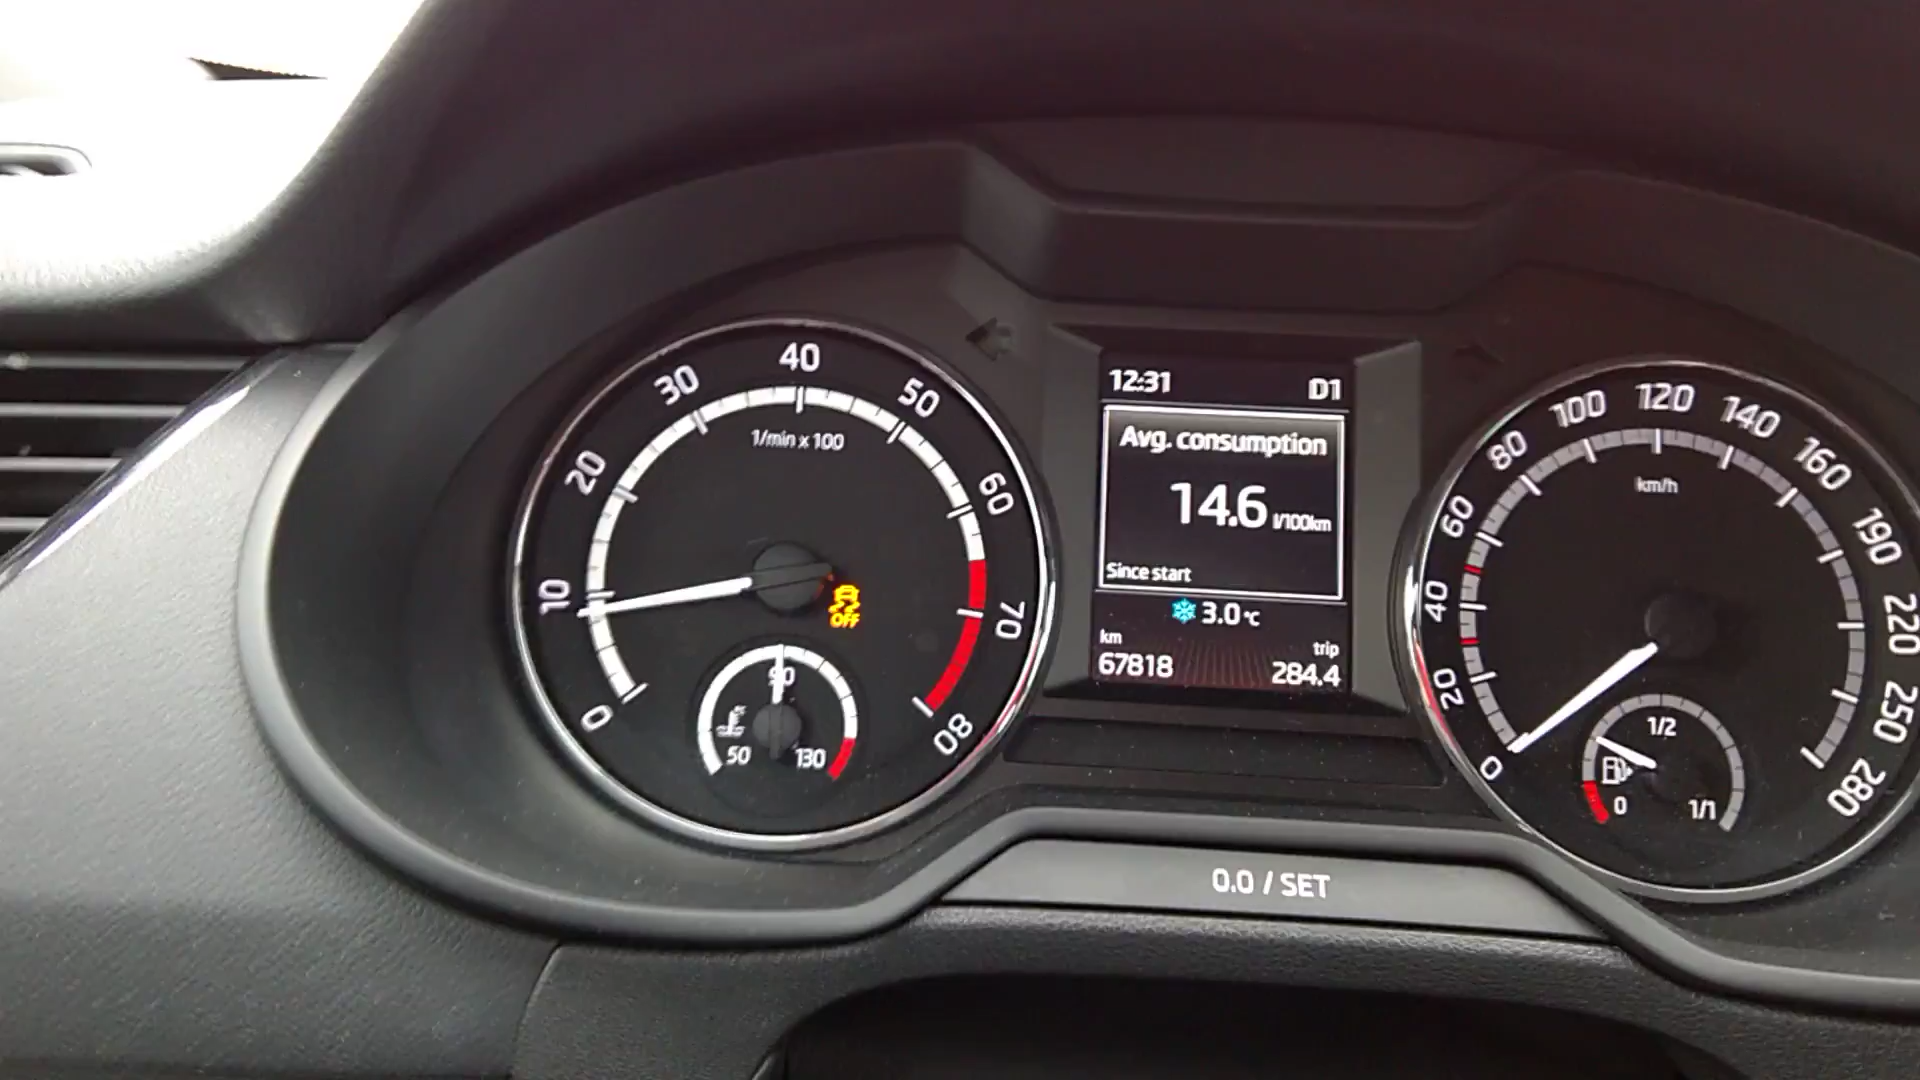 0
10
20
30
40
50
60
70
80
1/min x 100
OFF
50
90
130
12:31 D1
Avg. consumption
14.6 l/100km
Since start
3.0 °C
km trip
67818 284.4
0
20
40
60
80
100
120
140
160
190
220
250
280
km/h
0
1/2
1/1
0.0 / SET